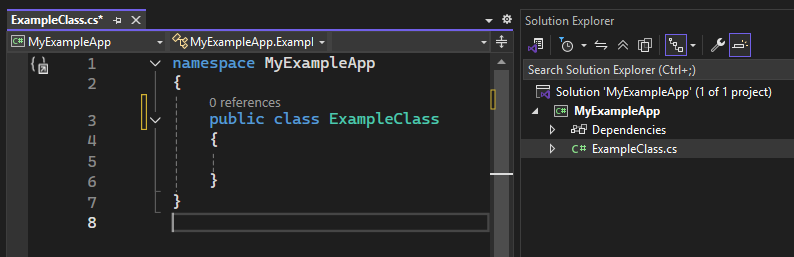 ExampleClass.cs*
MyExampleApp
MyExampleApp.Exampl
1 namespace MyExampleApp
2 {
0 references
3 public class ExampleClass
4 {
5
6 }
7 }
8
Solution Explorer
Search Solution Explorer (Ctrl+;)
Solution 'MyExampleApp' (1 of 1 project)
C# MyExampleApp
Dependencies
C# ExampleClass.cs